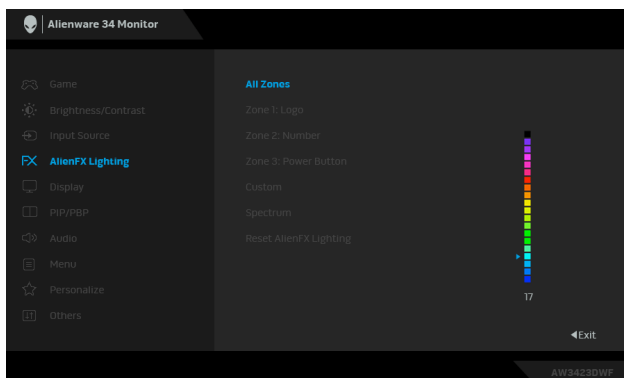 Alienware 34 Monitor
Game
Brightness/Contrast
Input Source
FX AlienFX Lighting
Display
PIP/PBP
Audio
Menu
Personalize
Others
All Zones
Zone 1: Logo
Zone 2: Number
Zone 3: Power Button
Custom
Spectrum
Reset AlienFX Lighting
17
Exit
AW3423DWF